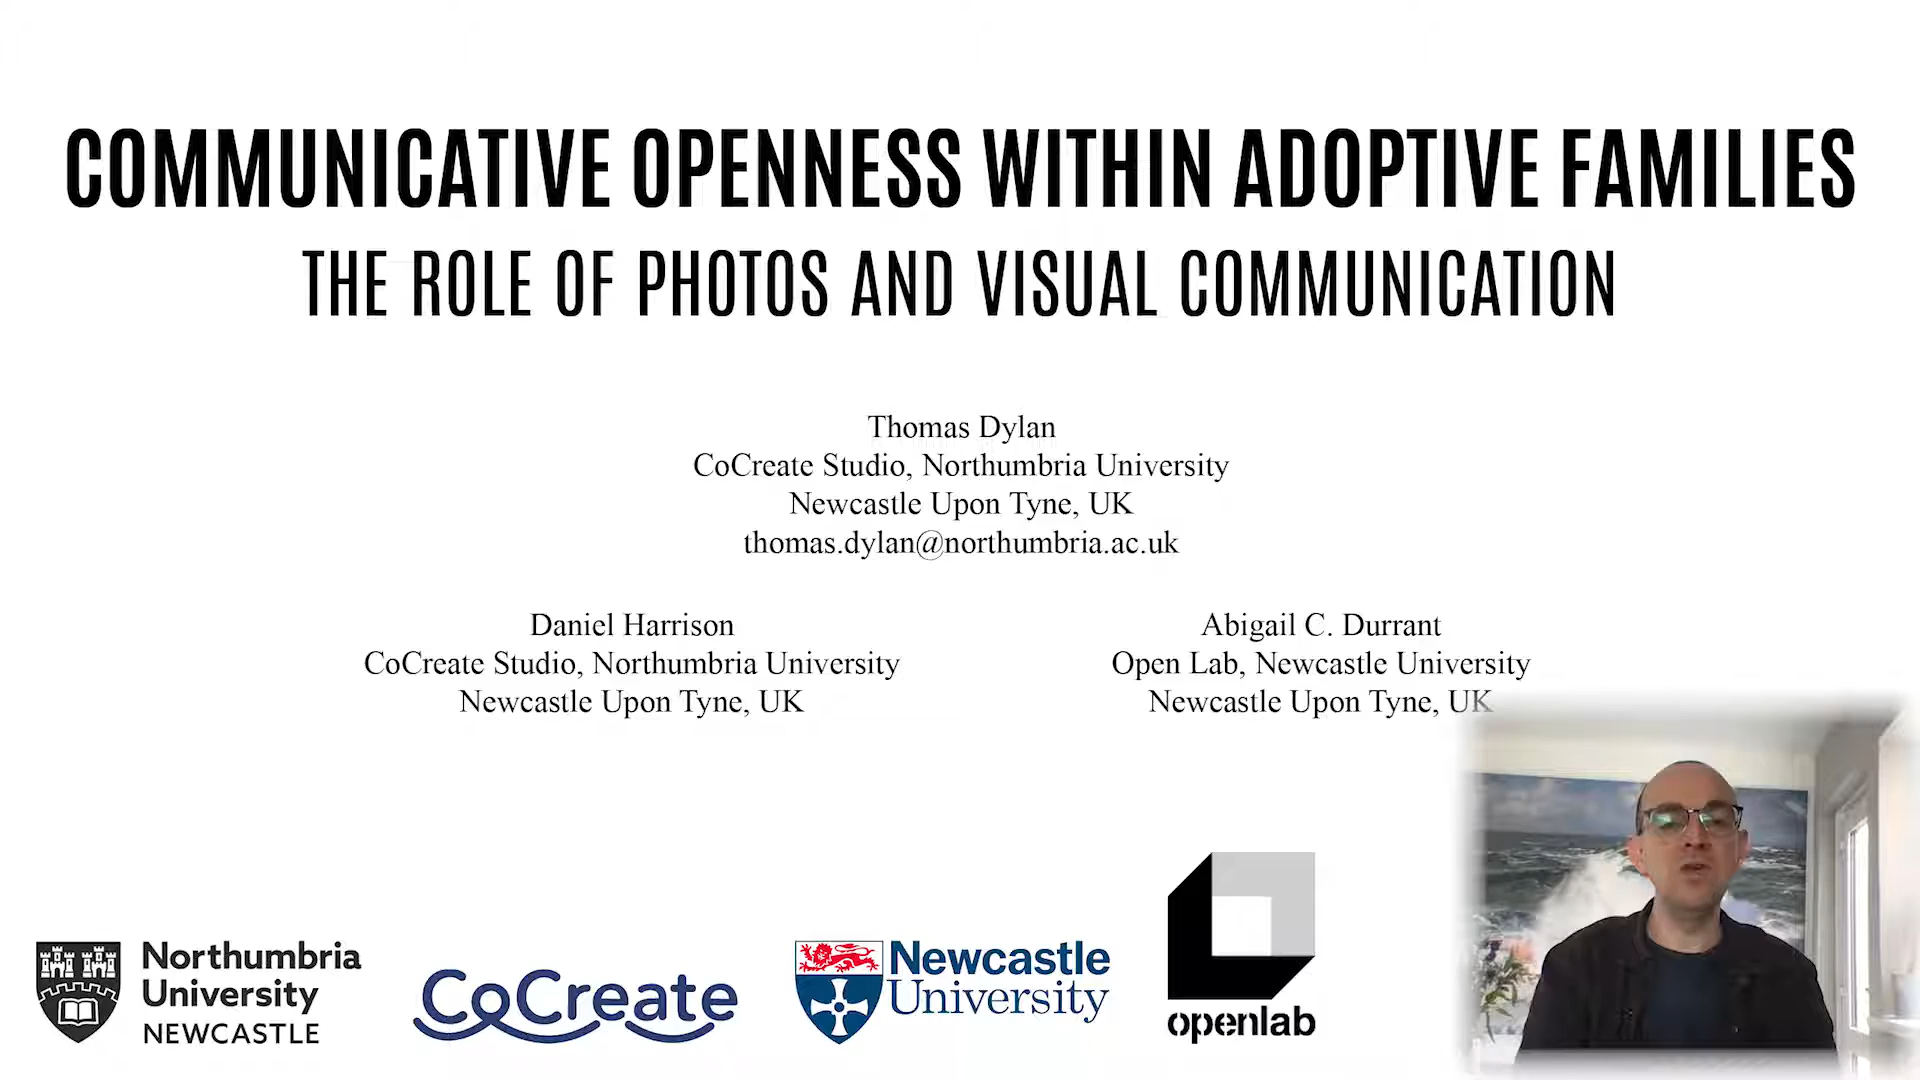 COMMUNICATIVE OPENNESS WITHIN ADOPTIVE FAMILIES
THE ROLE OF PHOTOS AND VISUAL COMMUNICATION
Thomas Dylan
CoCreate Studio, Northumbria University
Newcastle Upon Tyne, UK
thomas.dylan@northumbria.ac.uk
Daniel Harrison
CoCreate Studio, Northumbria University
Newcastle Upon Tyne, UK
Abigail C. Durrant
Open Lab, Newcastle University
Newcastle Upon Tyne, UK
Northumbria
University
NEWCASTLE
CoCreate
Newcastle
University
openlab